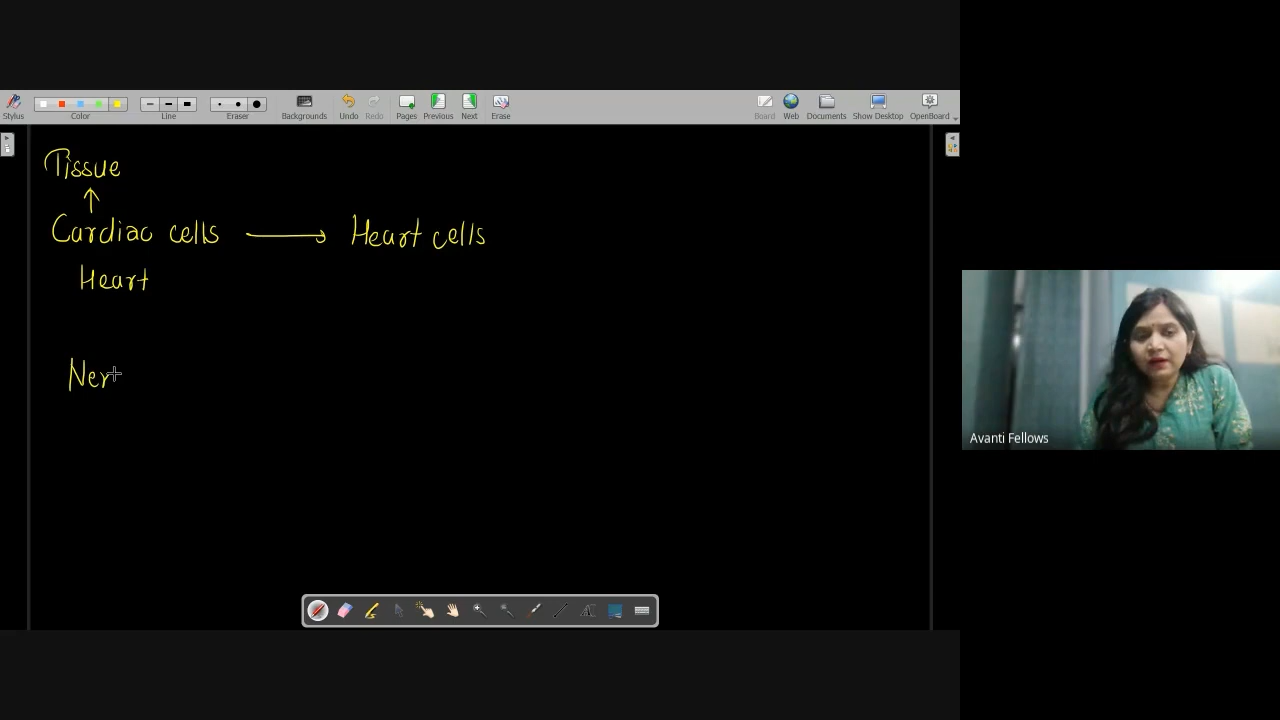 Stylus
Color
Line
Eraser
Backgrounds
Undo
Redo
Pages
Previous
Next
Erase
Board
Web
Documents
Show Desktop
OpenBoard
Tissue
Cardiac cells → Heart cells
Heart
Ner
Avanti Fellows